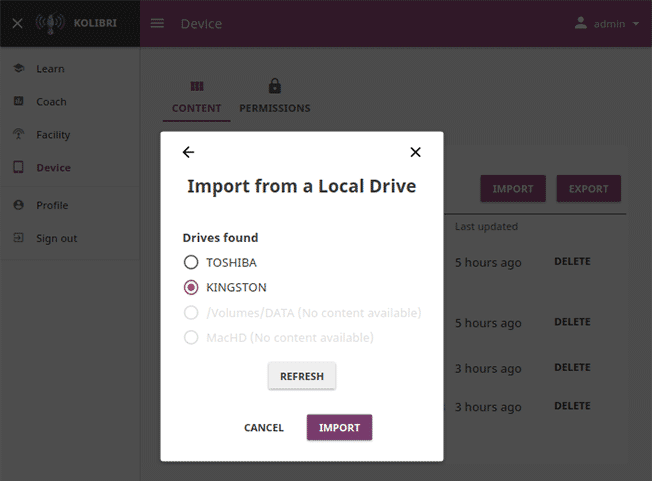 KOLIBRI
Device
admin
Learn
Coach
Facility
Device
Profile
Sign out
CONTENT
PERMISSIONS
IMPORT
EXPORT
Last updated
5 hours ago
DELETE
5 hours ago
DELETE
3 hours ago
DELETE
3 hours ago
DELETE
Import from a Local Drive
Drives found
TOSHIBA
KINGSTON
/Volumes/DATA (No content available)
MacHD (No content available)
REFRESH
CANCEL
IMPORT